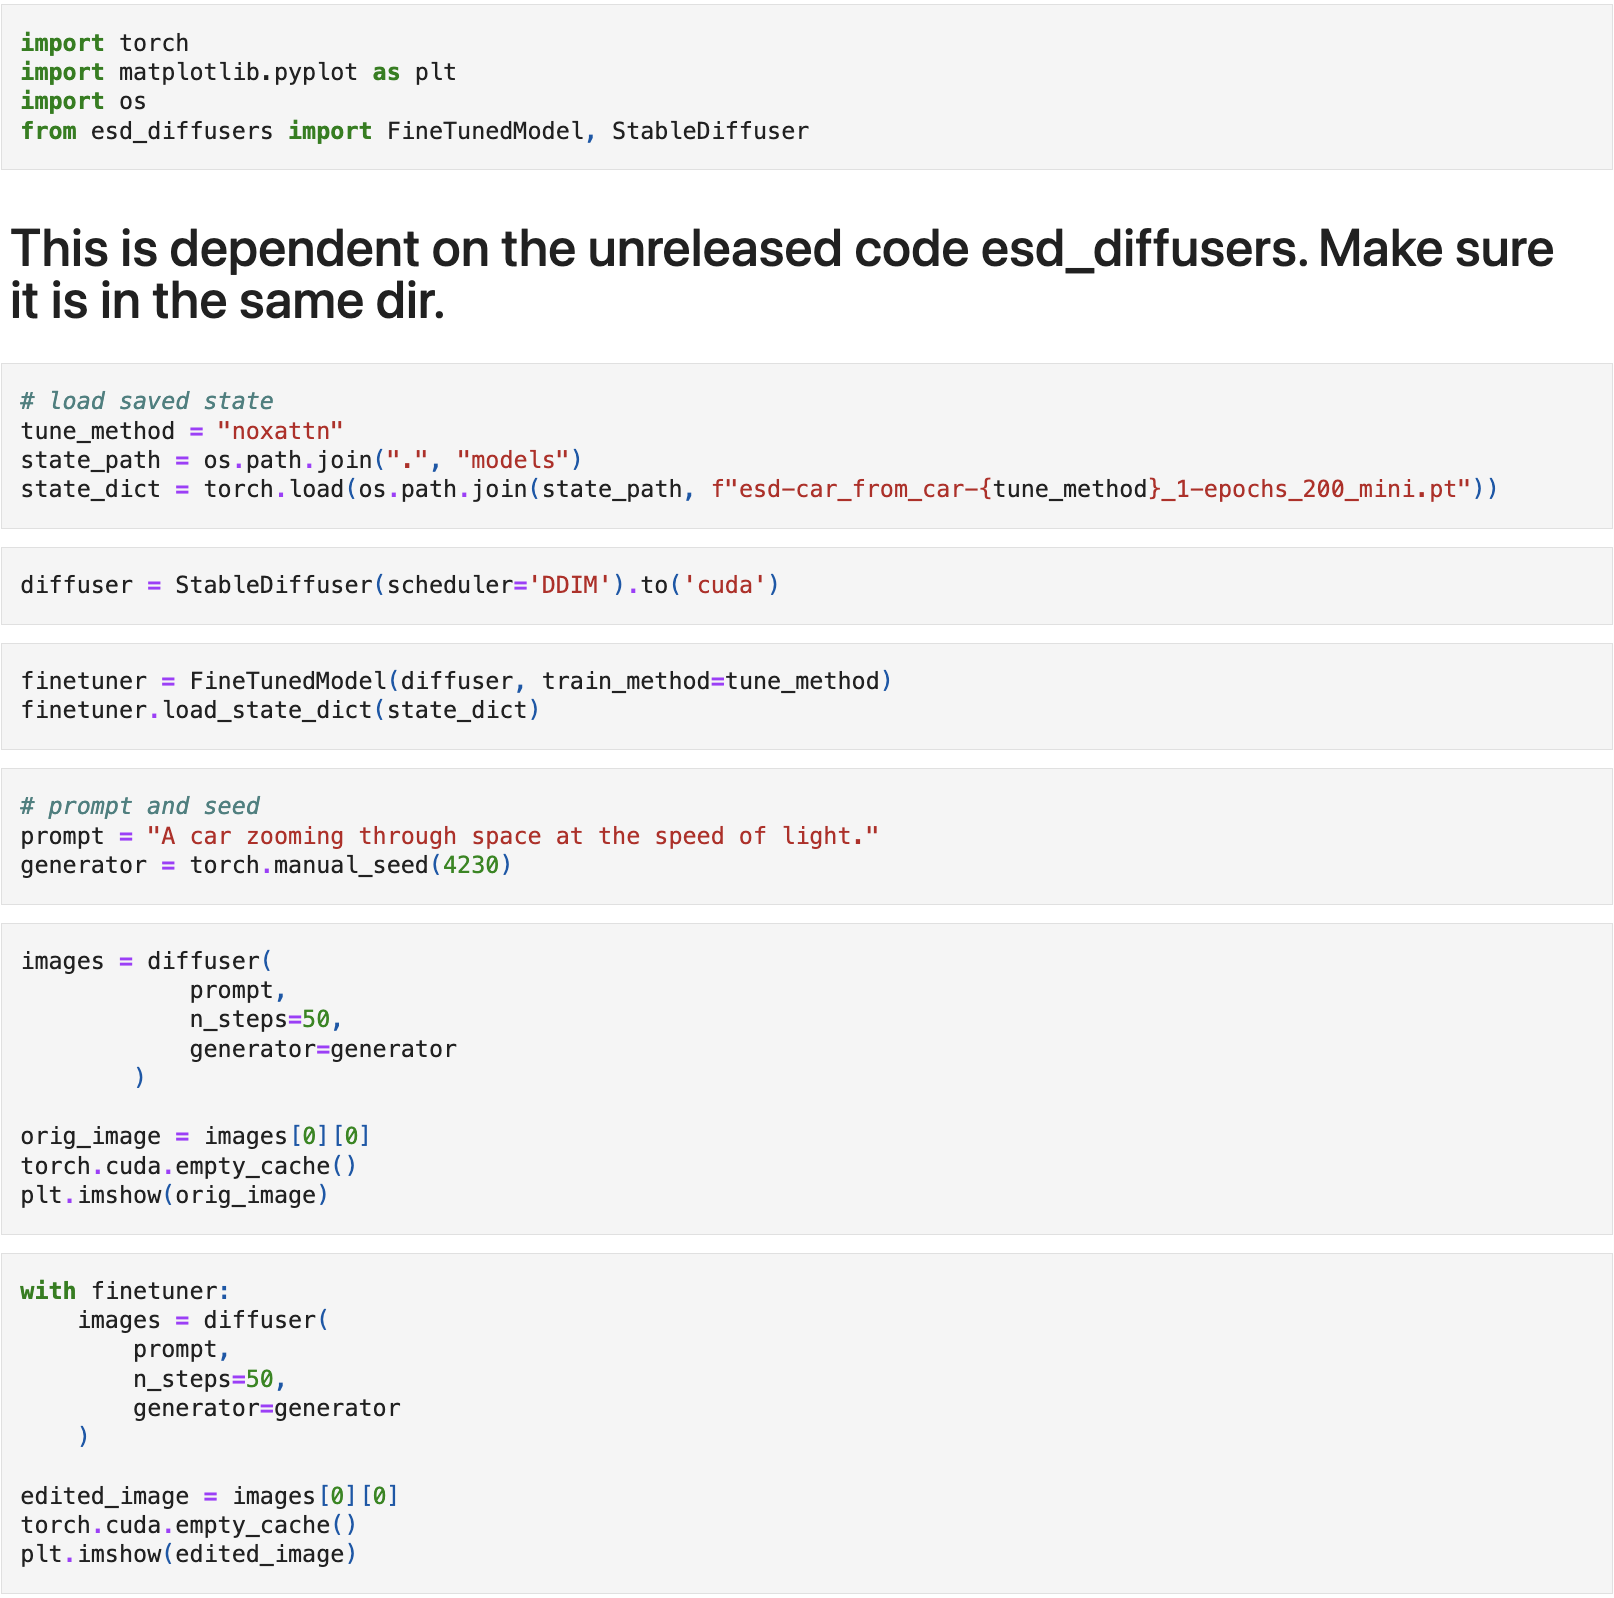 import torch
import matplotlib.pyplot as plt
import os
from esd_diffusers import FineTunedModel, StableDiffuser
This is dependent on the unreleased code esd_diffusers. Make sure
it is in the same dir.
# load saved state
tune_method = "noxattn"
state_path = os.path.join(".", "models")
state_dict = torch.load(os.path.join(state_path, f"esd-car_from_car-{tune_method}_1-epochs_200_mini.pt"))
diffuser = StableDiffuser(scheduler='DDIM').to('cuda')
finetuner = FineTunedModel(diffuser, train_method=tune_method)
finetuner.load_state_dict(state_dict)
# prompt and seed
prompt = "A car zooming through space at the speed of light."
generator = torch.manual_seed(4230)
images = diffuser(
            prompt,
            n_steps=50,
            generator=generator
        )
orig_image = images[0][0]
torch.cuda.empty_cache()
plt.imshow(orig_image)
with finetuner:
    images = diffuser(
        prompt,
        n_steps=50,
        generator=generator
    )
edited_image = images[0][0]
torch.cuda.empty_cache()
plt.imshow(edited_image)